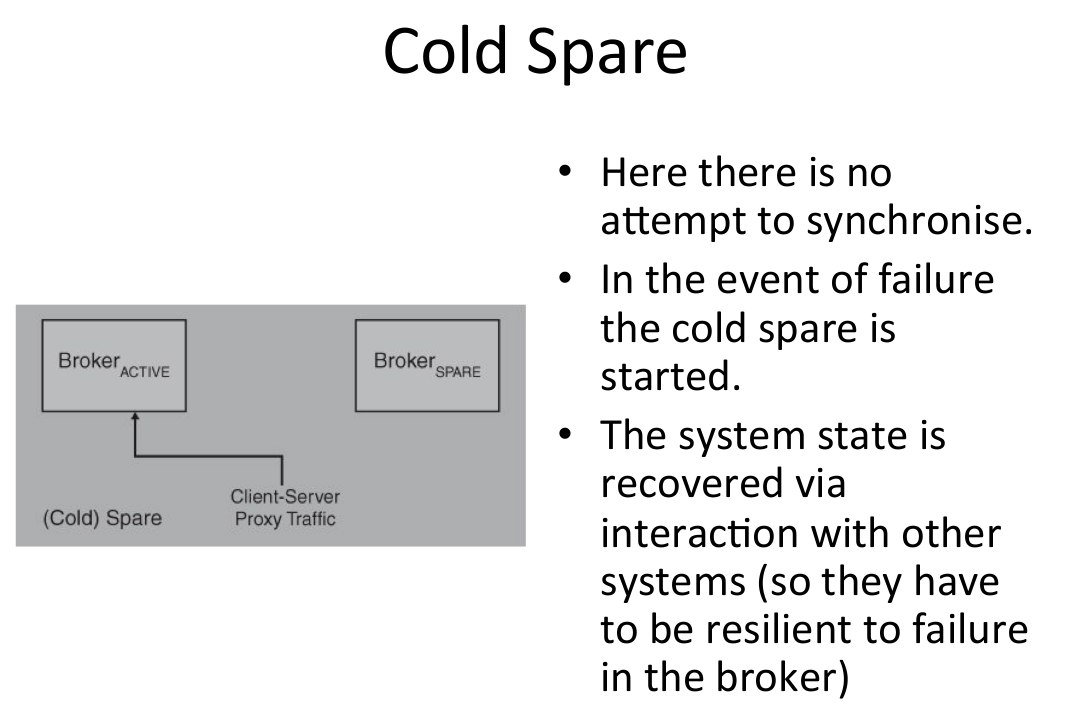 Cold Spare
Broker ACTIVE
Broker SPARE
Client-Server
Proxy Traffic
(Cold) Spare
• Here there is no
attempt to synchronise.
• In the event of failure
the cold spare is
started.
• The system state is
recovered via
interaction with other
systems (so they have
to be resilient to failure
in the broker)